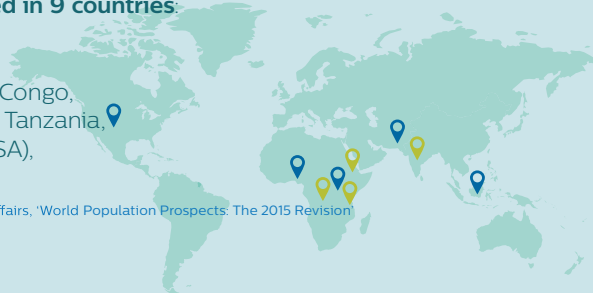 ed in 9 countries:
Congo,
Tanzania,
SA),
ffairs, 'World Population Prospects: The 2015 Revision'